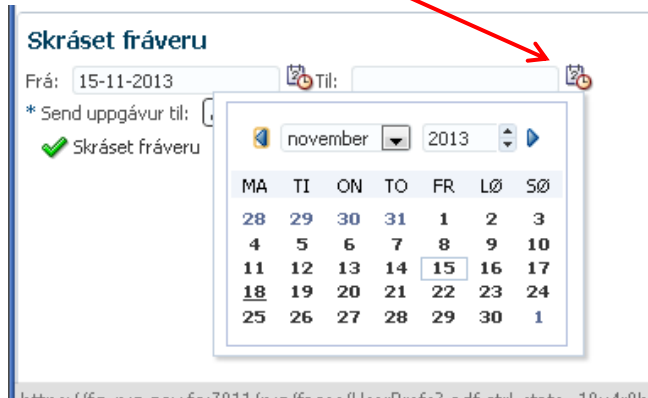 Skráset fráveru
Frá: 15-11-2013 Til:
* Send uppgávur til:
Skráset fráveru
november 2013
MA TI ON TO FR LØ SØ
28 29 30 31 1 2 3
4 5 6 7 8 9 10
11 12 13 14 15 16 17
18 19 20 21 22 23 24
25 26 27 28 29 30 1